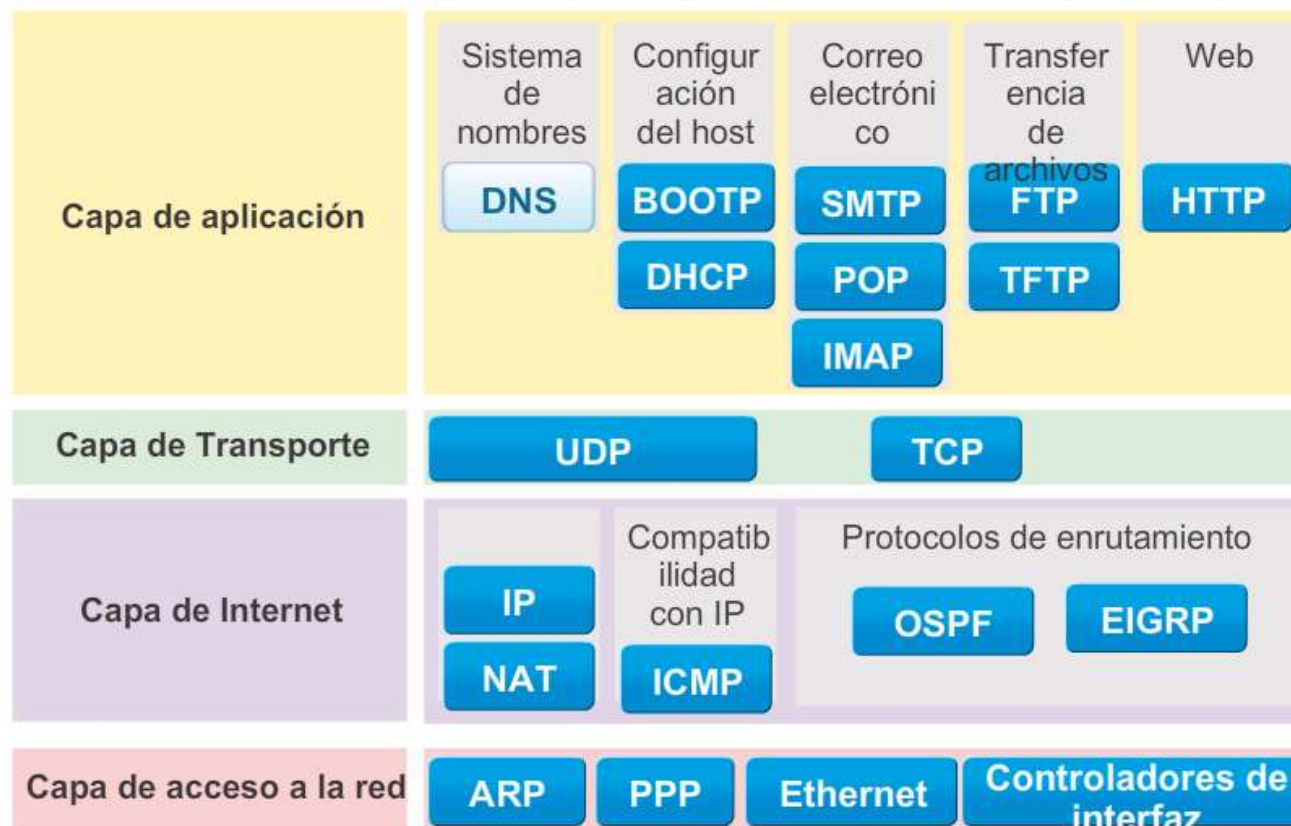 Capa de aplicación
Sistema
de
nombres
DNS
Configur
ación
del host
BOOTP
DHCP
Correo
electróni
co
SMTP
POP
IMAP
Transfer
encia
de
archivos
FTP
TFTP
Web
HTTP
Capa de Transporte
UDP
TCP
Capa de Internet
IP
NAT
Compatib
ilidad
con IP
ICMP
Protocolos de enrutamiento
OSPF
EIGRP
Capa de acceso a la red
ARP
PPP
Ethernet
Controladores de
interfaz